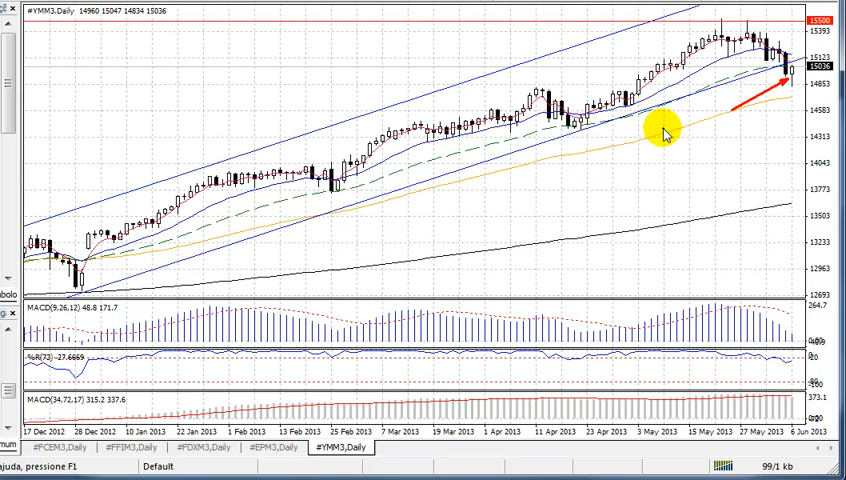 #YMM3,Daily 14960 15047 14834 15036
15500
15393
15123
15036
14853
14583
14313
14043
13773
13503
13233
12963
12693
MACD(9,26,12) 48.8 171.7
264.7
%R(72) -27.6669
-20
-100
MACD(34,72,17) 315.2 337.6
373.1
17 Dec 2012 28 Dec 2012 10 Jan 2013 22 Jan 2013 1 Feb 2013 13 Feb 2013 25 Feb 2013 7 Mar 2013 19 Mar 2013 1 Apr 2013 11 Apr 2013 23 Apr 2013 3 May 2013 15 May 2013 27 May 2013 6 Jun 2013
#FCEM3,Daily #FFIM3,Daily #FDXM3,Daily #EPM3,Daily #YMM3,Daily
ajuda, pressione F1 Default 99/1 kb